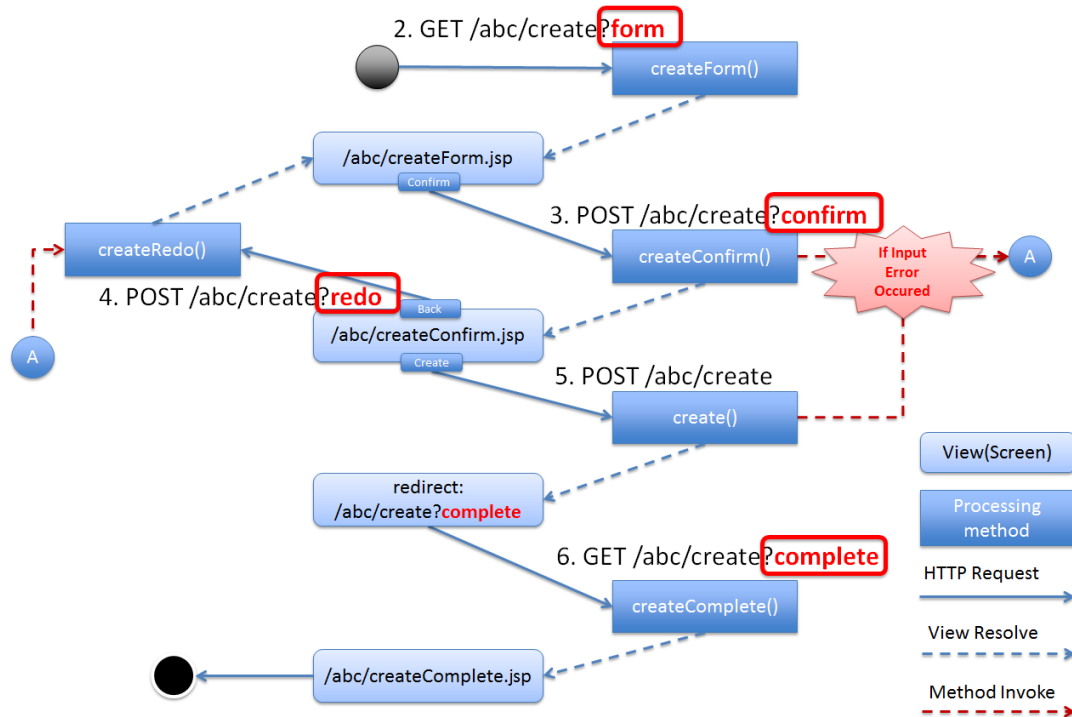 2. GET /abc/create?form
createForm()
/abc/createForm.jsp
Confirm
3. POST /abc/create?confirm
createRedo()
createConfirm()
If Input
Error
Occured
A
4. POST /abc/create?redo
Back
/abc/createConfirm.jsp
A
Create
5. POST /abc/create
create()
View(Screen)
redirect:
/abc/create?complete
Processing
method
6. GET /abc/create?complete
HTTP Request
createComplete()
View Resolve
/abc/createComplete.jsp
Method Invoke